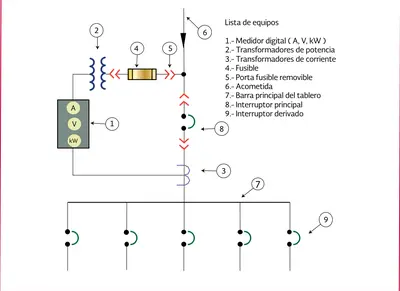 Lista de equipos
1.- Medidor digital ( A, V, kW )
2.- Transformadores de potencia
3.- Transformadores de corriente
4.- Fusible
5.- Porta fusible removible
6.- Acometida
7.- Barra principal del tablero
8.- Interruptor principal
9.- Interruptor derivado
2
4
5
6
A
V
kW
1
8
3
7
9